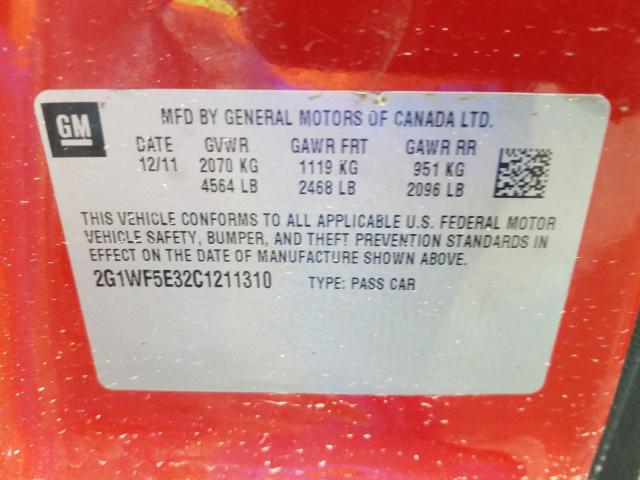 GM
MFD BY GENERAL MOTORS OF CANADA LTD.
DATE GVWR GAWR FRT GAWR RR
12/11 2070 KG 1119 KG 951 KG
4564 LB 2468 LB 2096 LB
THIS VEHICLE CONFORMS TO ALL APPLICABLE U.S. FEDERAL MOTOR
VEHICLE SAFETY, BUMPER, AND THEFT PREVENTION STANDARDS IN
EFFECT ON THE DATE OF MANUFACTURE SHOWN ABOVE.
2G1WF5E32C1211310 TYPE: PASS CAR